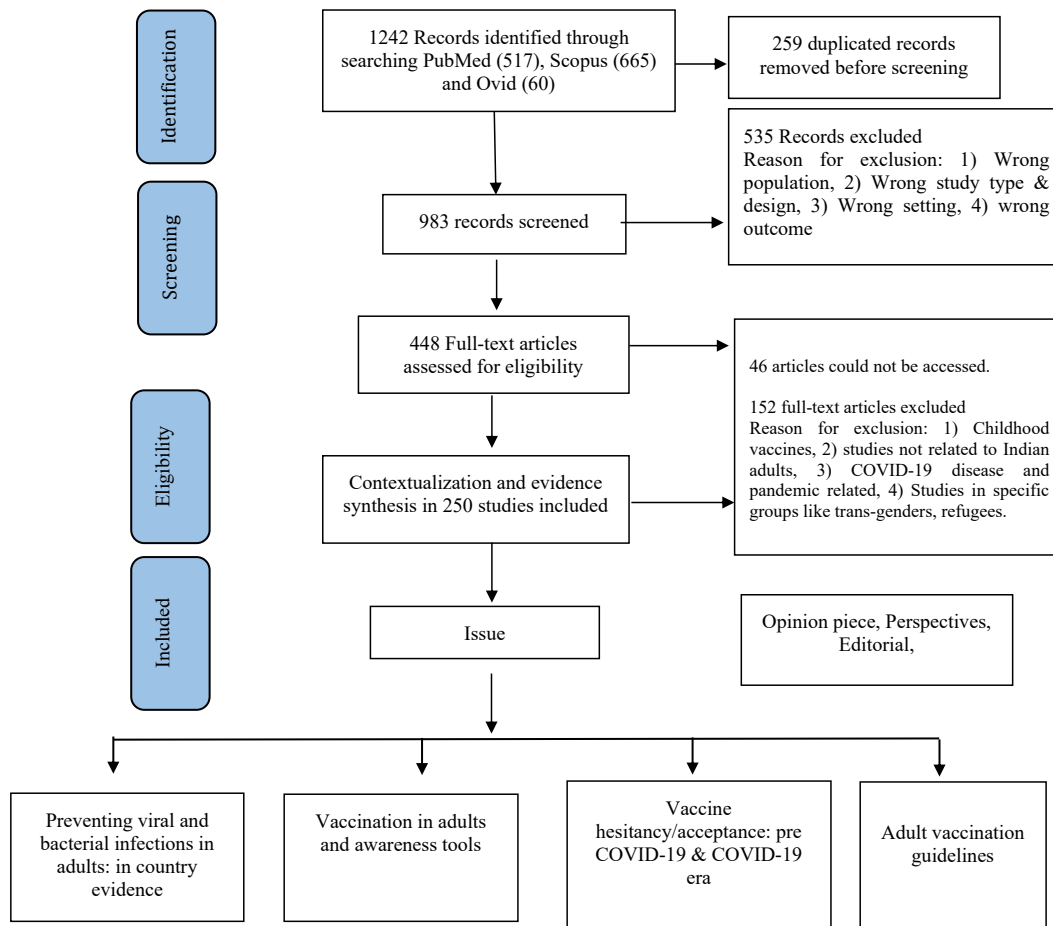 Identification
1242 Records identified through
searching PubMed (517), Scopus (665)
and Ovid (60)
259 duplicated records
removed before screening
535 Records excluded
Reason for exclusion: 1) Wrong
population, 2) Wrong study type &
design, 3) Wrong setting, 4) wrong
outcome
Screening
983 records screened
448 Full-text articles
assessed for eligibility
46 articles could not be accessed.
152 full-text articles excluded
Reason for exclusion: 1) Childhood
vaccines, 2) studies not related to Indian
adults, 3) COVID-19 disease and
pandemic related, 4) Studies in specific
groups like trans-genders, refugees.
Eligibility
Contextualization and evidence
synthesis in 250 studies included
Included
Issue
Opinion piece, Perspectives,
Editorial,
Preventing viral and
bacterial infections in
adults: in country
evidence
Vaccination in adults
and awareness tools
Vaccine
hesitancy/acceptance: pre
COVID-19 & COVID-19
era
Adult vaccination
guidelines